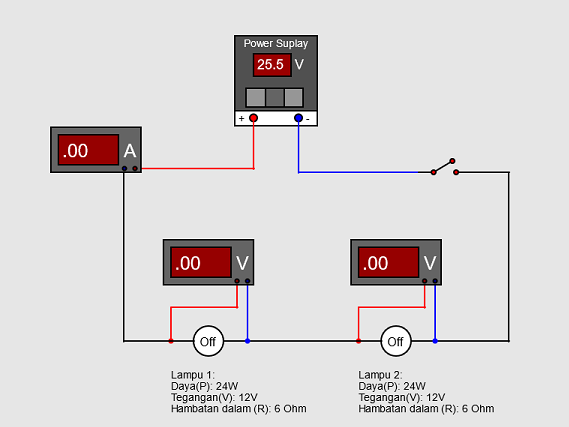 Power Suplay
25.5 V
+ -
.00 A
.00 V
.00 V
Off
Off
Lampu 1:
Daya(P): 24W
Tegangan(V): 12V
Hambatan dalam (R): 6 Ohm
Lampu 2:
Daya(P): 24W
Tegangan(V): 12V
Hambatan dalam (R): 6 Ohm